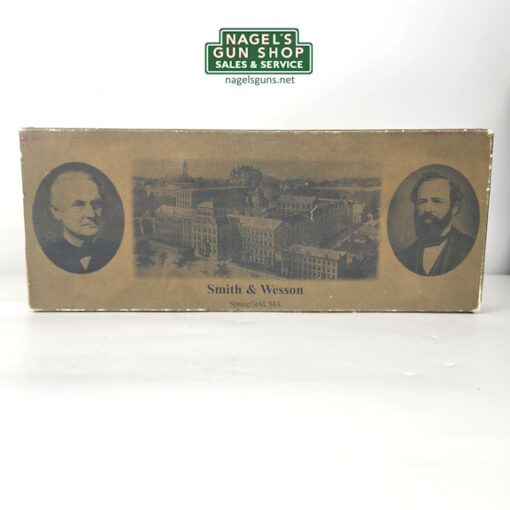 NAGEL'S
GUN SHOP
SALES & SERVICE
nagelsguns.net
Smith & Wesson
Springfield MA